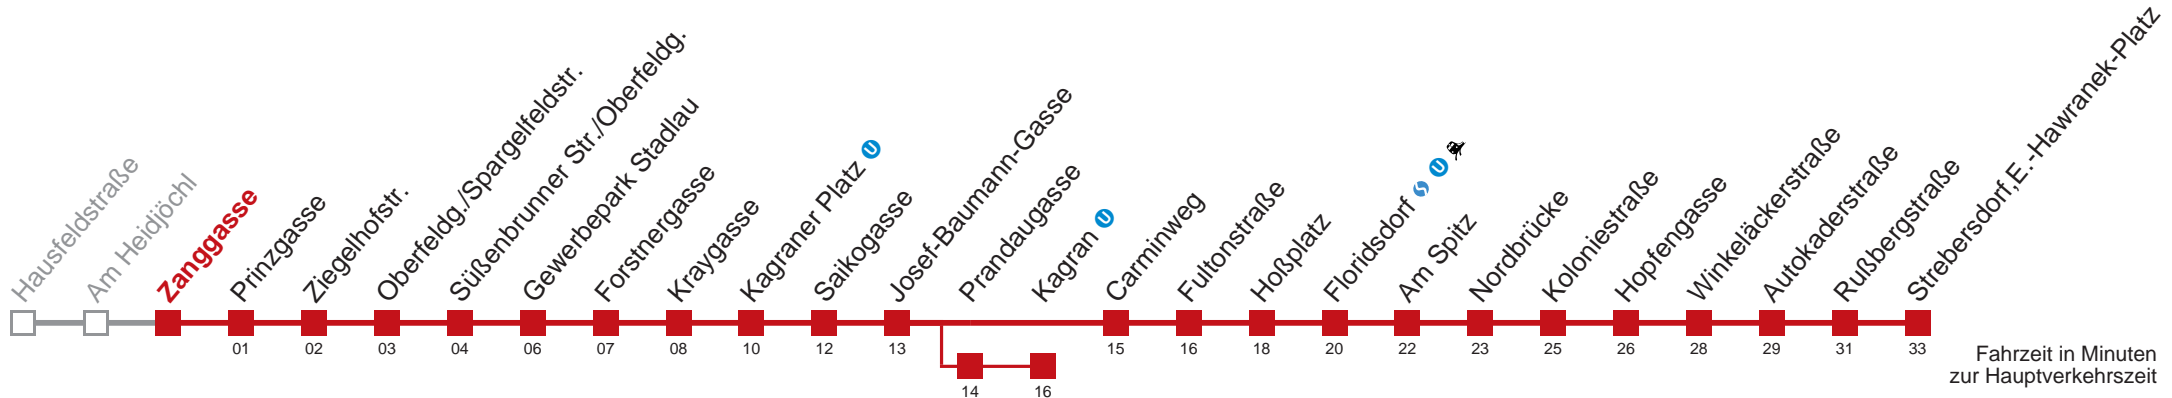 Hausfeldstraße
Am Heidjöchl
Zanggasse
Prinzgasse
Ziegelhofstr.
Oberfeldg./Spargelfeldstr.
Süßenbrunner Str./Oberfeldg.
Gewerbepark Stadlau
Forstnergasse
Kraygasse
Kagraner Platz U
Saikogasse
Josef-Baumann-Gasse
Prandaugasse
Kagran U
Carminweg
Fultonstraße
Hoßplatz
Floridsdorf S U
Am Spitz
Nordbrücke
Koloniestraße
Hopfengasse
Winkeläckerstraße
Autokaderstraße
Rußbergstraße
Strebersdorf,E.-Hawranek-Platz
01 02 03 04 06 07 08 10 12 13 15 16 18 20 22 23 25 26 28 29 31 33
14 16
Fahrzeit in Minuten
zur Hauptverkehrszeit